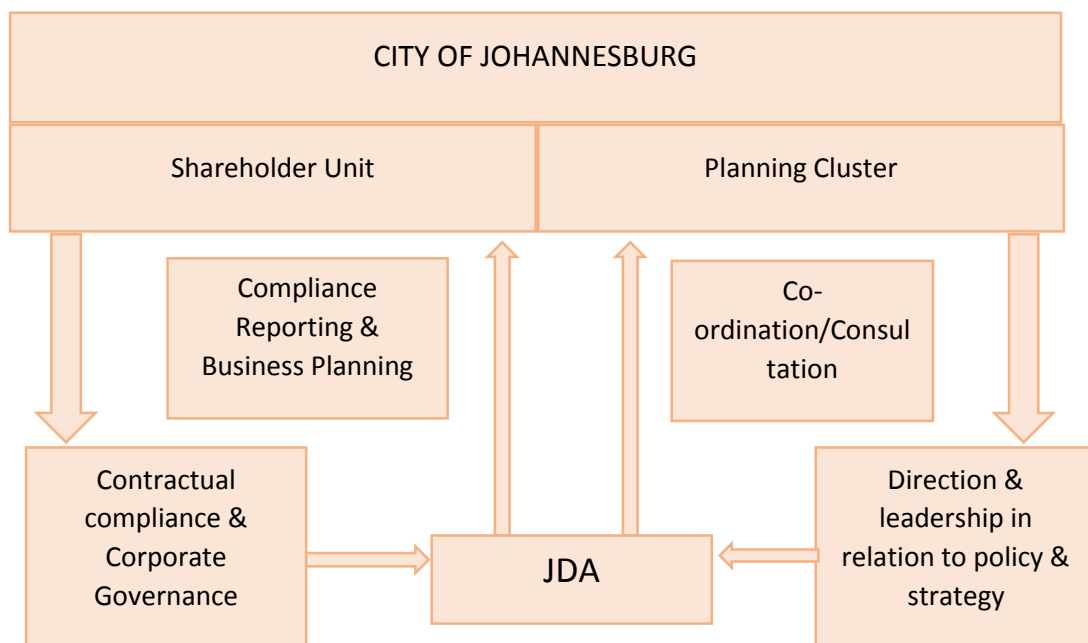 CITY OF JOHANNESBURG
Shareholder Unit
Planning Cluster
Compliance
Reporting &
Business Planning
Co-
ordination/Consul
tation
Contractual
compliance &
Corporate
Governance
JDA
Direction &
leadership in
relation to policy &
strategy